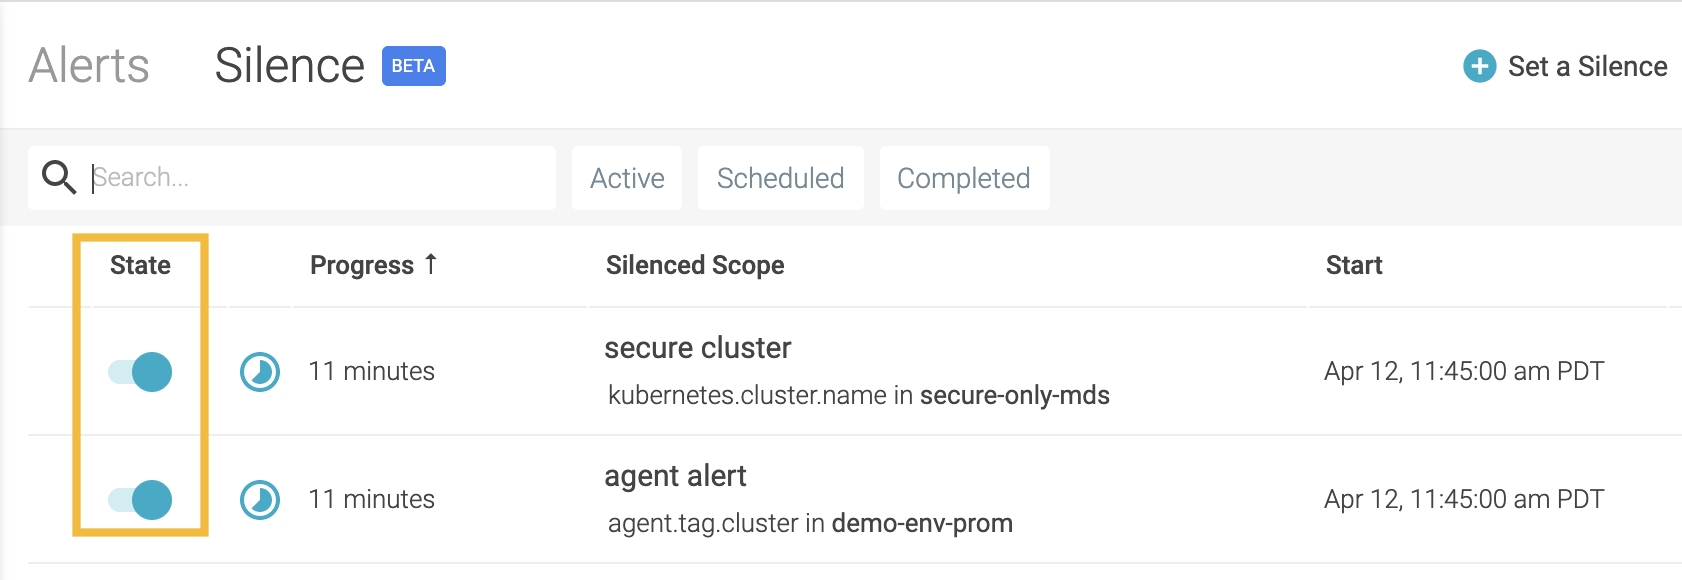 Alerts Silence BETA Set a Silence
Search... Active Scheduled Completed
State Progress ↑ Silenced Scope Start
secure cluster
11 minutes Apr 12, 11:45:00 am PDT
kubernetes.cluster.name in secure-only-mds
agent alert
11 minutes Apr 12, 11:45:00 am PDT
agent.tag.cluster in demo-env-prom